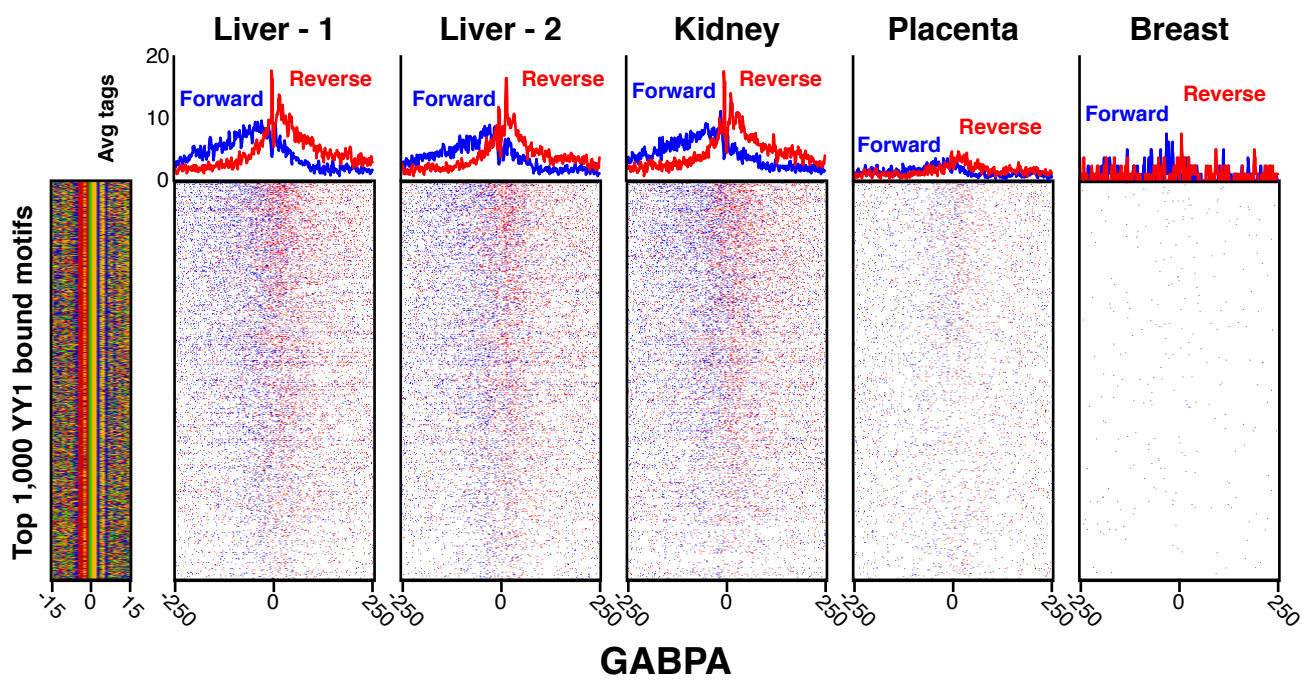 Liver - 1 Liver - 2 Kidney Placenta Breast
20
10
0
Avg tags
Forward Reverse
Forward Reverse
Forward Reverse
Forward Reverse
Forward Reverse
Top 1,000 YY1 bound motifs
-15 0 15
-250 0 250
-250 0 250
-250 0 250
-250 0 250
-250 0 250
GABPA